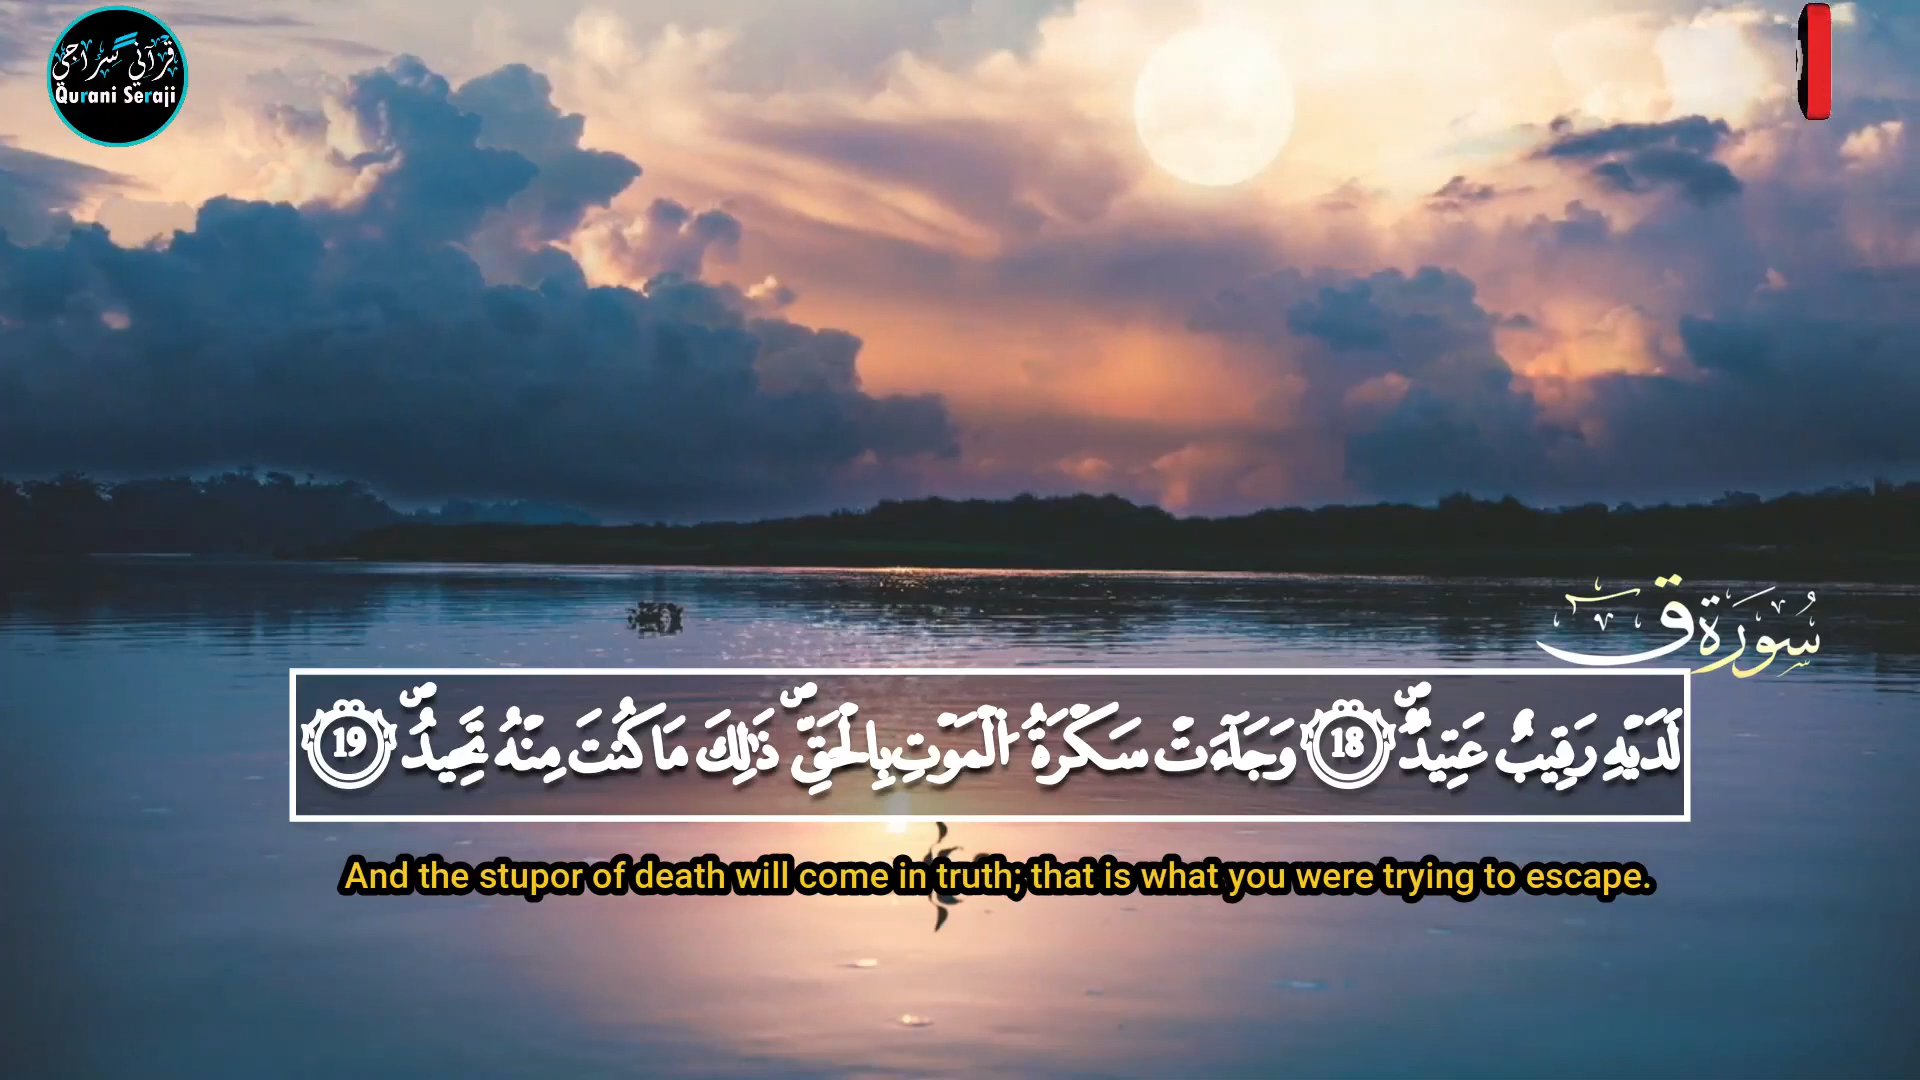 قرآني سراجي
Qurani Seraji
سُورَة ق
لَدَيْهِ رَقِيبٌ عَتِيدٌ ۝18 وَجَاءَتْ سَكْرَةُ الْمَوْتِ بِالْحَقِّ ۖ ذَٰلِكَ مَا كُنتَ مِنْهُ تَحِيدُ ۝19
And the stupor of death will come in truth; that is what you were trying to escape.